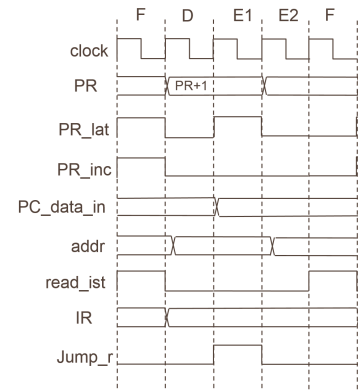 F D E1 E2 F
clock
PR PR+1
PR_lat
PR_inc
PC_data_in
addr
read_ist
IR
Jump_r